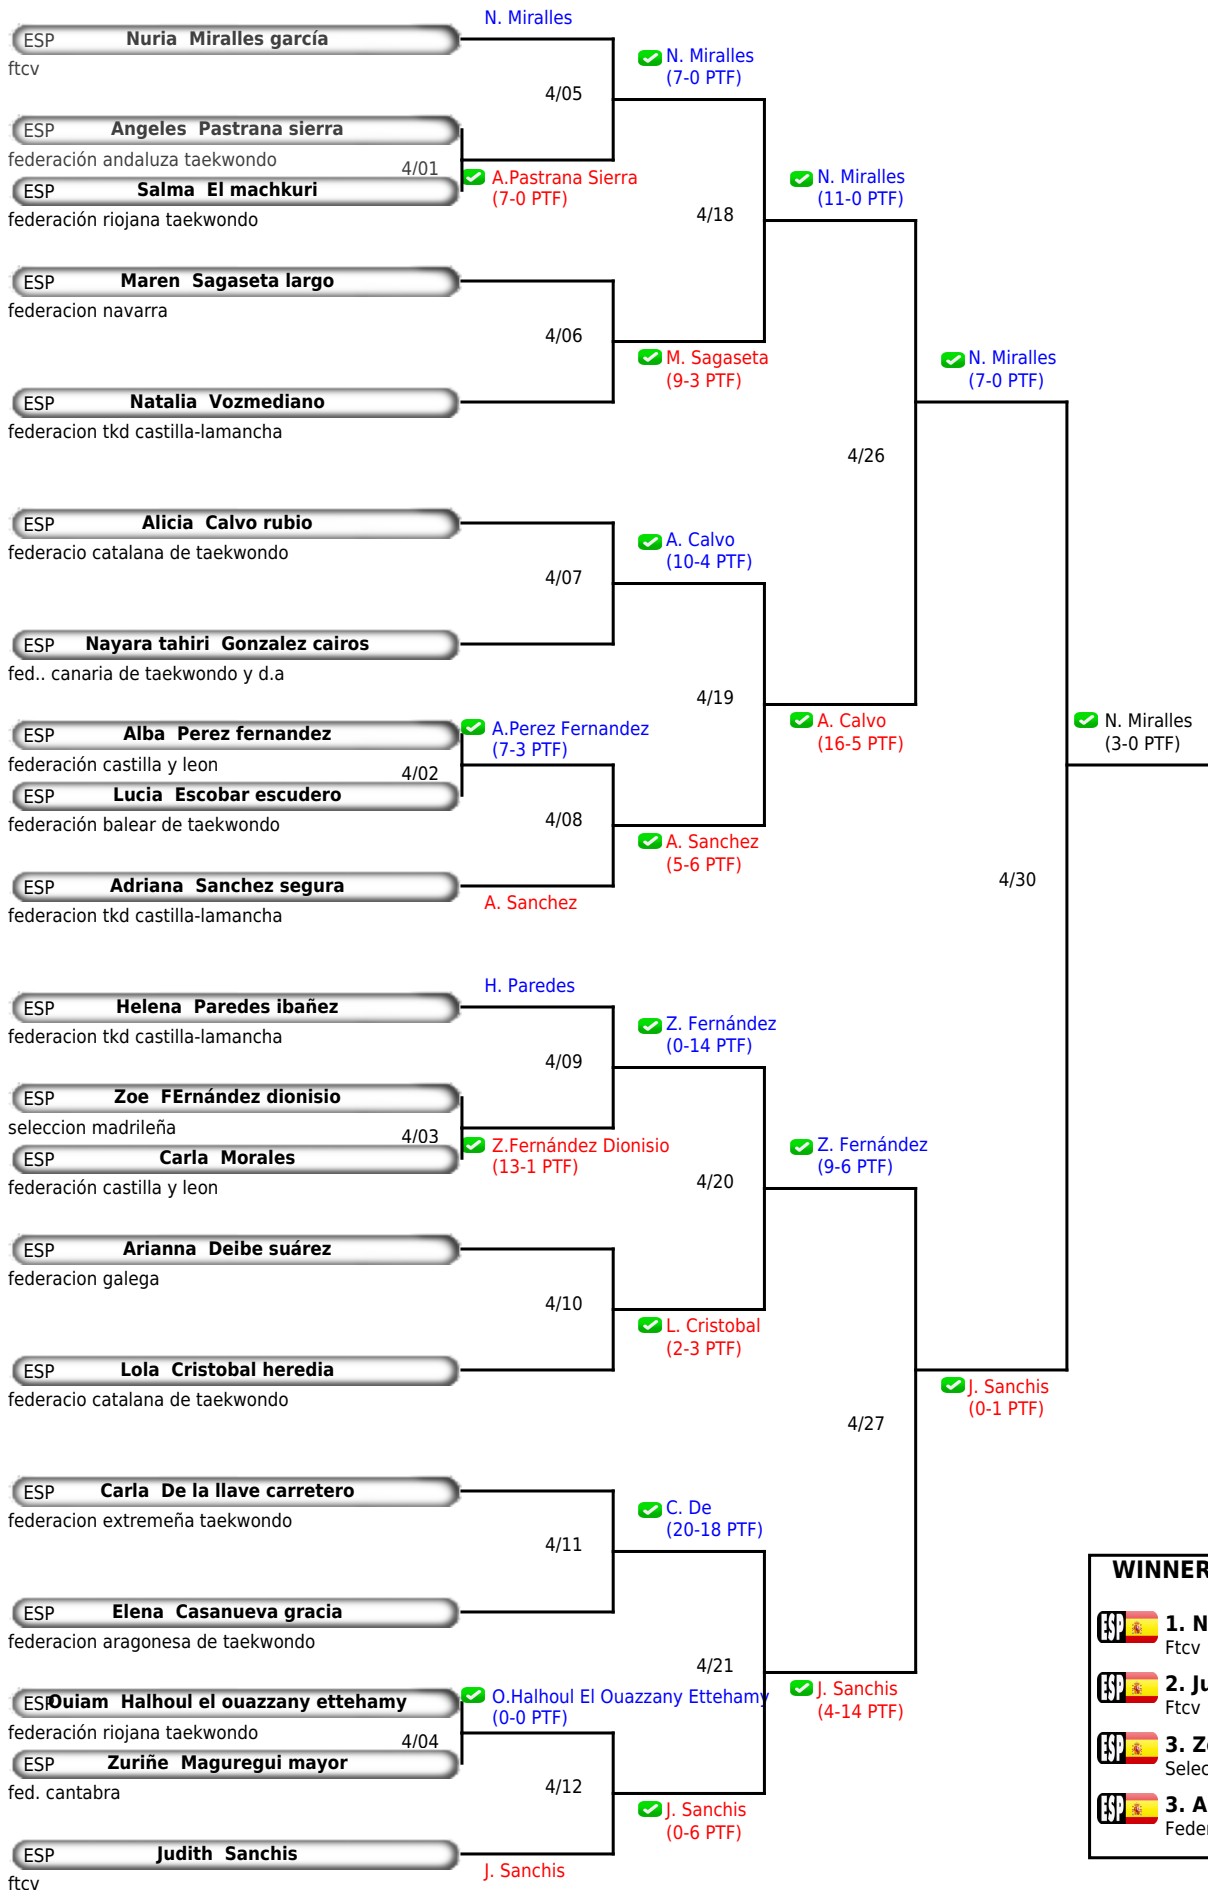 N. Miralles
ESP Nuria Miralles garcía
ftcv
N. Miralles
(7-0 PTF)
4/05
ESP Angeles Pastrana sierra
federación andaluza taekwondo
4/01
A.Pastrana Sierra
(7-0 PTF)
ESP Salma El machkuri
federación riojana taekwondo
N. Miralles
(11-0 PTF)
4/18
ESP Maren Sagaseta largo
federacion navarra
4/06
M. Sagaseta
(9-3 PTF)
N. Miralles
(7-0 PTF)
ESP Natalia Vozmediano
federacion tkd castilla-lamancha
4/26
ESP Alicia Calvo rubio
federacio catalana de taekwondo
A. Calvo
(10-4 PTF)
4/07
ESP Nayara tahiri Gonzalez cairos
fed.. canaria de taekwondo y d.a
4/19
A. Calvo
(16-5 PTF)
N. Miralles
(3-0 PTF)
ESP Alba Perez fernandez
federación castilla y leon
A.Perez Fernandez
(7-3 PTF)
4/02
ESP Lucia Escobar escudero
federación balear de taekwondo
4/08
A. Sanchez
(5-6 PTF)
ESP Adriana Sanchez segura
federacion tkd castilla-lamancha
A. Sanchez
4/30
H. Paredes
ESP Helena Paredes ibañez
federacion tkd castilla-lamancha
Z. Fernández
(0-14 PTF)
4/09
ESP Zoe FErnández dionisio
seleccion madrileña
4/03
Z.Fernández Dionisio
(13-1 PTF)
ESP Carla Morales
federación castilla y leon
Z. Fernández
(9-6 PTF)
4/20
ESP Arianna Deibe suárez
federacion galega
4/10
L. Cristobal
(2-3 PTF)
ESP Lola Cristobal heredia
federacio catalana de taekwondo
J. Sanchis
(0-1 PTF)
4/27
ESP Carla De la llave carretero
federacion extremeña taekwondo
C. De
(20-18 PTF)
4/11
ESP Elena Casanueva gracia
federacion aragonesa de taekwondo
4/21
J. Sanchis
(4-14 PTF)
ESP Ouiam Halhoul el ouazzany ettehamy
federación riojana taekwondo
O.Halhoul El Ouazzany Ettehamy
(0-0 PTF)
4/04
ESP Zuriñe Maguregui mayor
fed. cantabra
4/12
J. Sanchis
(0-6 PTF)
ESP Judith Sanchis
ftcv
J. Sanchis
WINNER
ESP 1. N
Ftcv
ESP 2. Ju
Ftcv
ESP 3. Ze
Selec
ESP 3. A
Feder